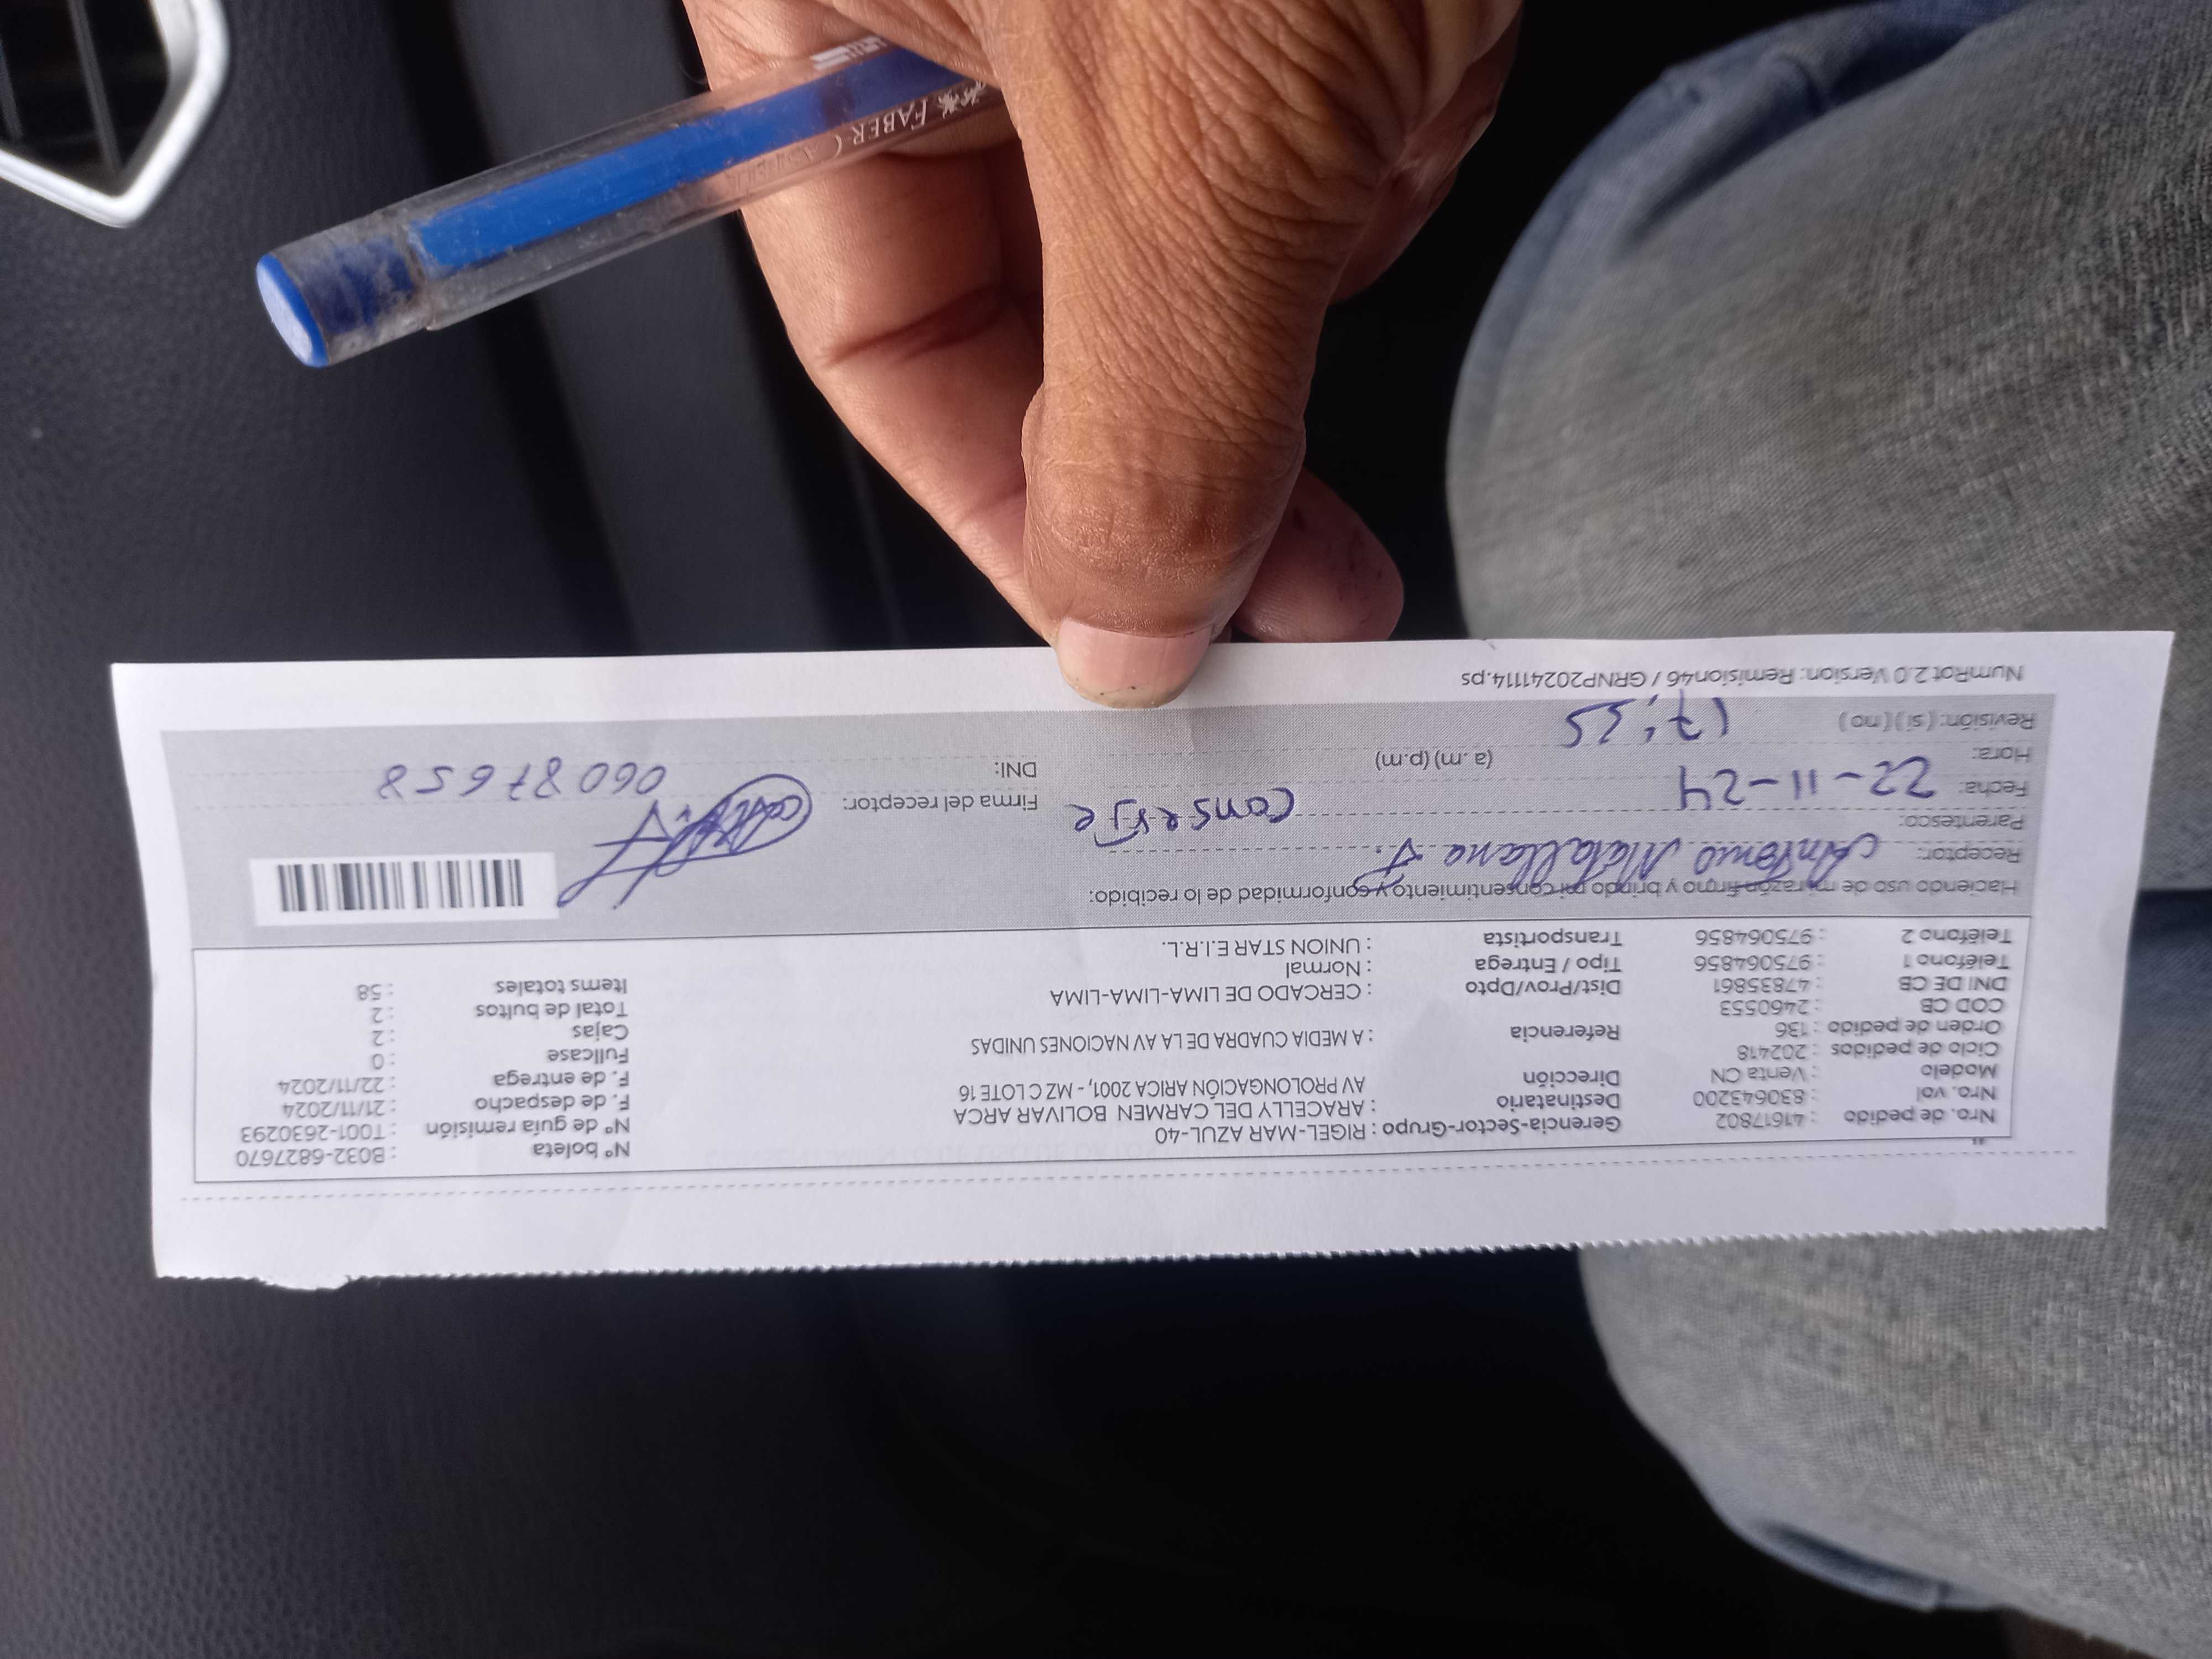 Nro. de pedido : 41617802 Gerencia-Sector-Grupo : RIGEL-MAR AZUL-40 Nº boleta : B032-6827670
Nro. vol : 830643200 Destinatario : ARACELLY DEL CARMEN BOLIVAR ARCA Nº de guía remisión : T001-2630293
Modelo : Venta CN Dirección AV PROLONGACIÓN ARICA 2001, - MZ C LOTE 16 F. de despacho : 21/11/2024
Ciclo de pedidos : 202418 F. de entrega : 22/11/2024
Orden de pedido : 136 Referencia : A MEDIA CUADRA DE LA AV NACIONES UNIDAS Fullcase : 0
COD CB : 2460553 Cajas : 2
DNI DE CB : 47835861 Dist/Prov/Dpto : CERCADO DE LIMA-LIMA-LIMA Total de bultos : 2
Teléfono 1 : 975064856 Tipo / Entrega : Normal Items totales : 58
Teléfono 2 : 975064856 Transportista : UNION STAR E.I.R.L.
Haciendo uso de mi razón firmo y brindo mi consentimiento y conformidad de lo recibido:
Receptor: Antonio Matallana F.
Parentesco: Conserje Firma del receptor:
Fecha: 22-11-24
Hora: (a. m) (p.m) DNI: 06087658
Revisión: ( si ) ( no ) 17:55
NumRot 2.0 Version: Remision46 / GRNP20241114.ps
FABER